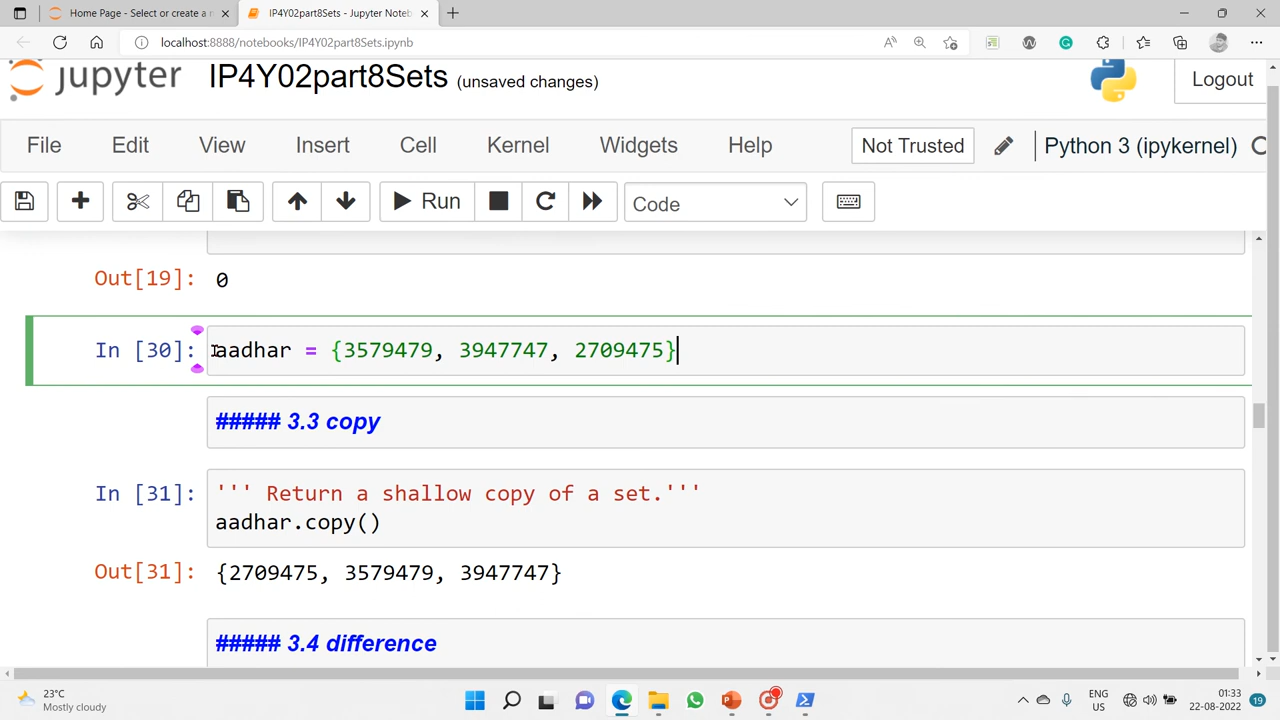 Home Page - Select or create a n
IP4Y02part8Sets - Jupyter Noteb
localhost:8888/notebooks/IP4Y02part8Sets.ipynb
jupyter IP4Y02part8Sets (unsaved changes)
Logout
File Edit View Insert Cell Kernel Widgets Help Not Trusted Python 3 (ipykernel)
Run Code
Out[19]: 0
In [30]: aadhar = {3579479, 3947747, 2709475}
##### 3.3 copy
In [31]: ''' Return a shallow copy of a set.'''
aadhar.copy()
Out[31]: {2709475, 3579479, 3947747}
##### 3.4 difference
23°C
Mostly cloudy
ENG
US
01:33
22-08-2022
19